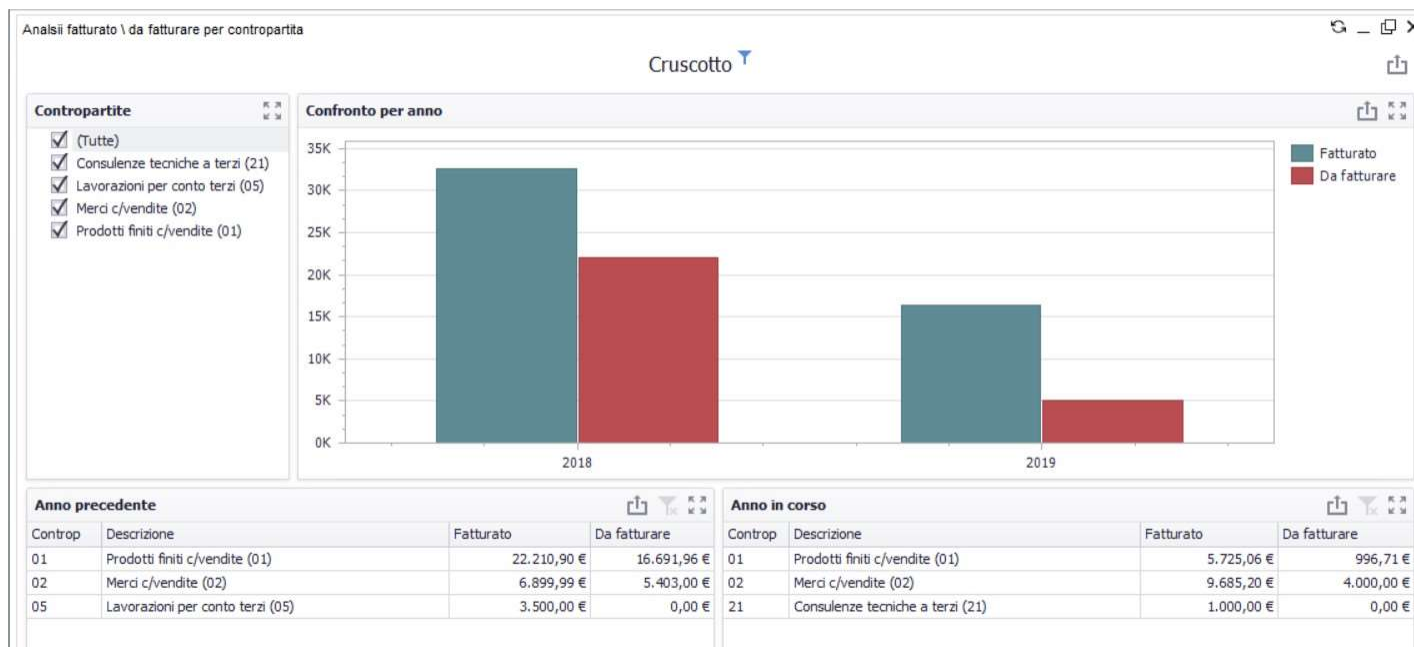 Analsii fatturato \ da fatturare per contropartita
Cruscotto
Contropartite
(Tutte)
Consulenze tecniche a terzi (21)
Lavorazioni per conto terzi (05)
Merci c/vendite (02)
Prodotti finiti c/vendite (01)
Confronto per anno
35K
30K
25K
20K
15K
10K
5K
0K
2018 2019
Fatturato
Da fatturare
Anno precedente
Controp Descrizione Fatturato Da fatturare
01 Prodotti finiti c/vendite (01) 22.210,90 € 16.691,96 €
02 Merci c/vendite (02) 6.899,99 € 5.403,00 €
05 Lavorazioni per conto terzi (05) 3.500,00 € 0,00 €
Anno in corso
Controp Descrizione Fatturato Da fatturare
01 Prodotti finiti c/vendite (01) 5.725,06 € 996,71 €
02 Merci c/vendite (02) 9.685,20 € 4.000,00 €
21 Consulenze tecniche a terzi (21) 1.000,00 € 0,00 €